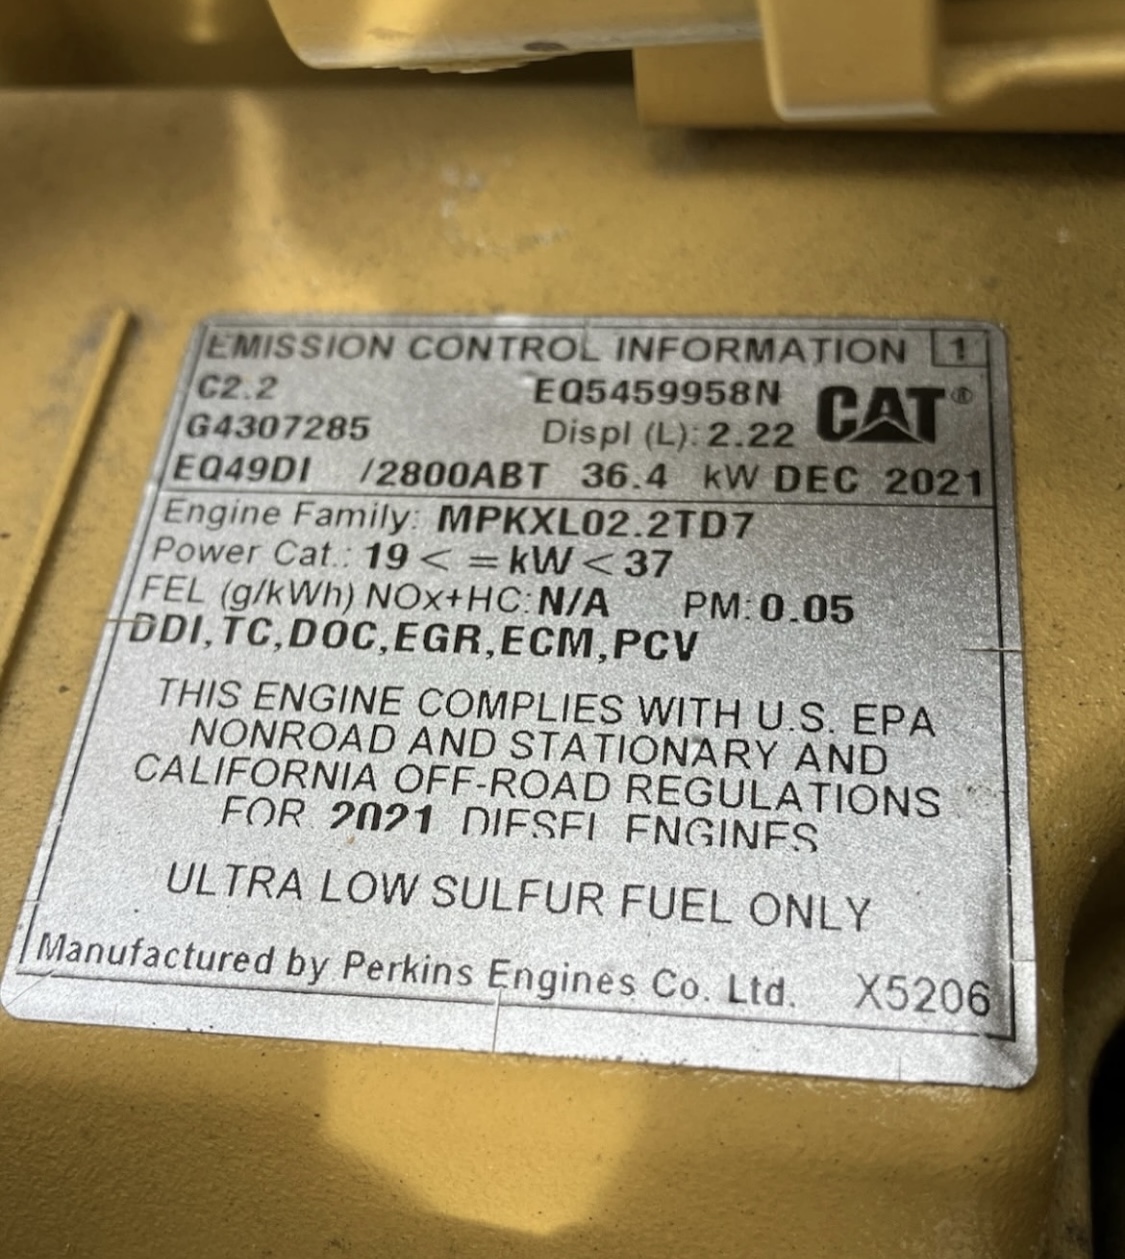 EMISSION CONTROL INFORMATION 1
C2.2 EQ5459958N CAT®
G4307285 Displ (L): 2.22
EQ49DI /2800ABT 36.4 kW DEC 2021
Engine Family: MPKXL02.2TD7
Power Cat.: 19 < = kW < 37
FEL (g/kWh) NOx+HC: N/A PM: 0.05
DDI,TC,DOC,EGR,ECM,PCV
THIS ENGINE COMPLIES WITH U.S. EPA
NONROAD AND STATIONARY AND
CALIFORNIA OFF-ROAD REGULATIONS
FOR 2021 DIESEL ENGINES
ULTRA LOW SULFUR FUEL ONLY
Manufactured by Perkins Engines Co. Ltd. X5206